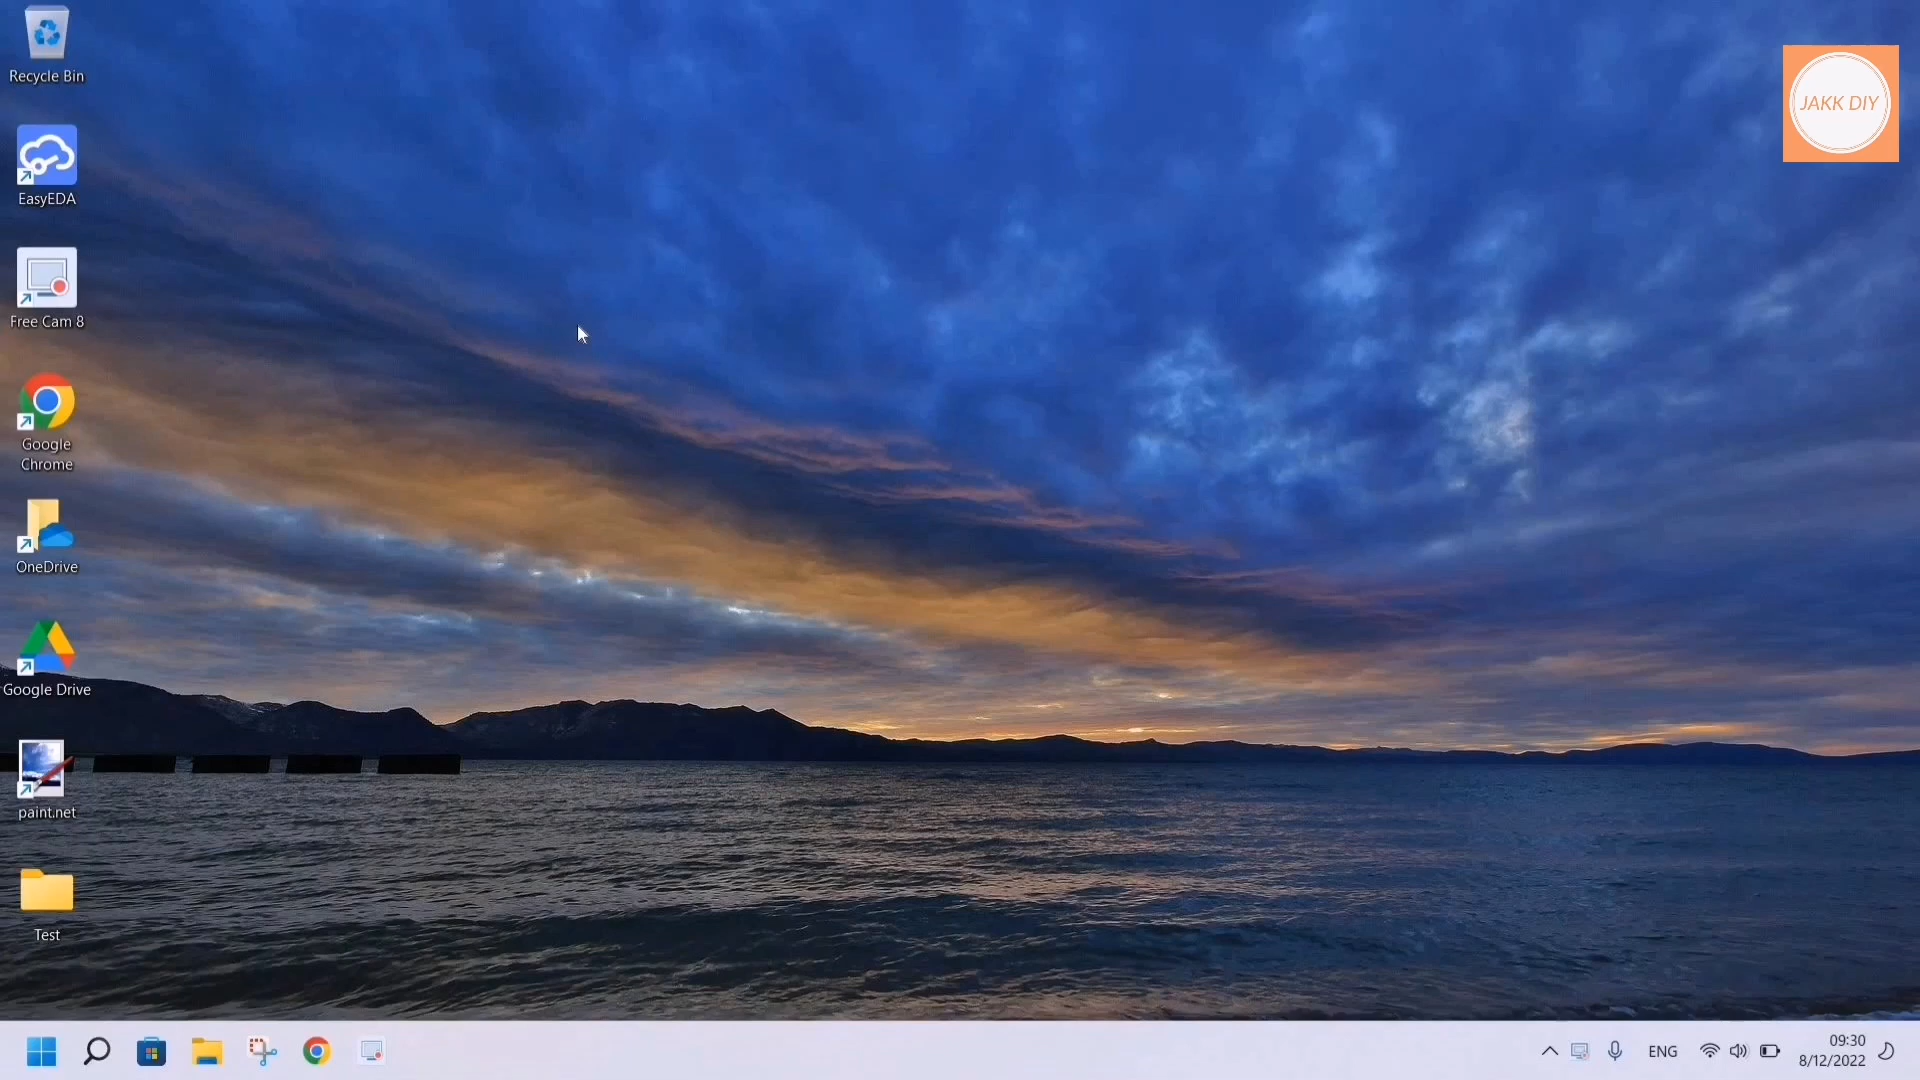 Recycle Bin
JAKK DIY
EasyEDA
Free Cam 8
Google
Chrome
OneDrive
Google Drive
paint.net
Test
ENG
09:30
8/12/2022